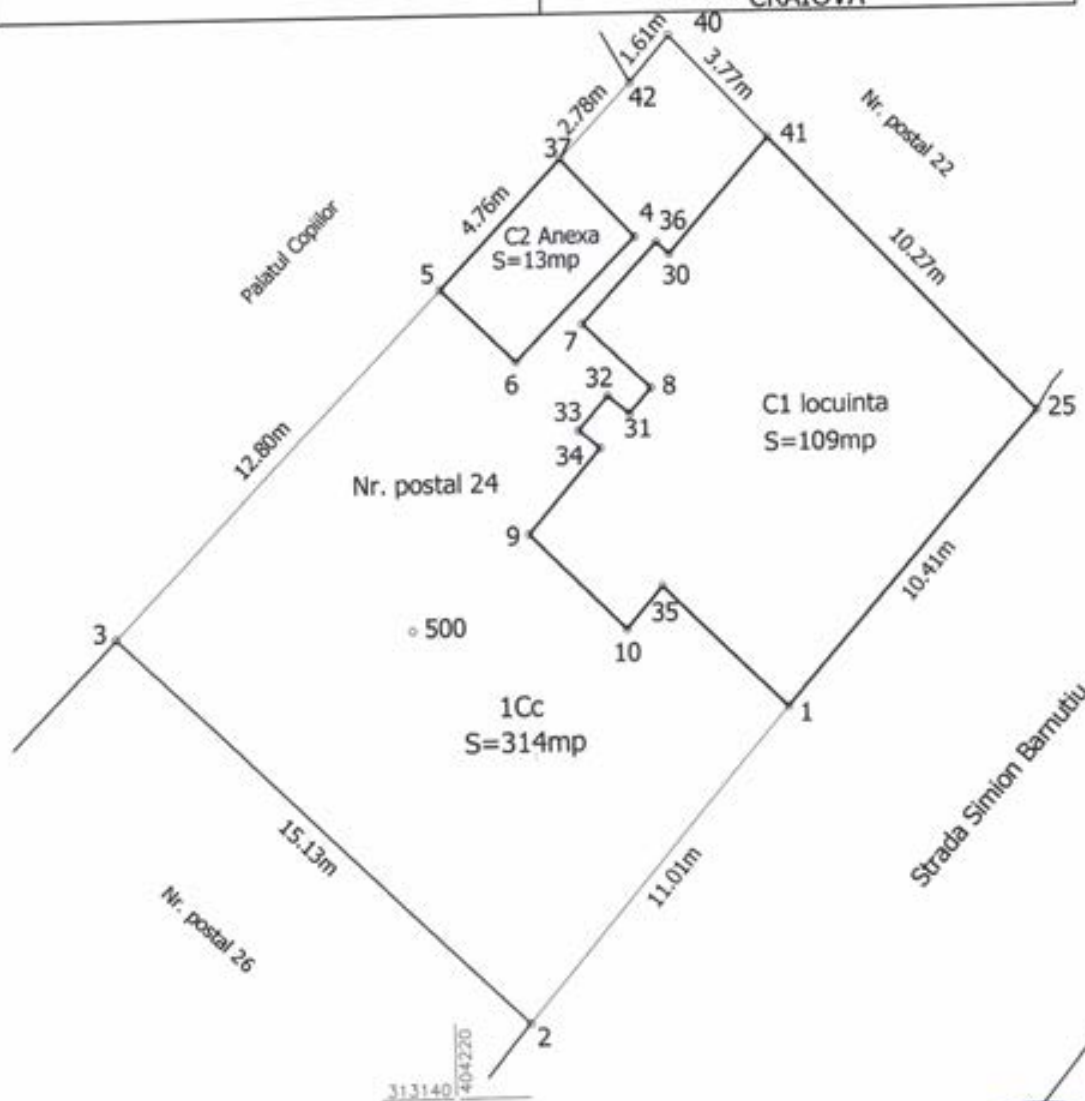 CRAIOVA
40
1.61m
3.77m
42
2.78m
41
Nr. postal 22
37
4.76m
C2 Anexa
S=13mp
4
36
30
10.27m
Palatul Copiilor
5
7
6
32
8
33
31
34
C1 locuinta
S=109mp
25
12.80m
Nr. postal 24
9
10.41m
35
3
500
10
1Cc
S=314mp
1
Strada Simion Barnutiu
15.13m
11.01m
Nr. postal 26
2
404220
313140